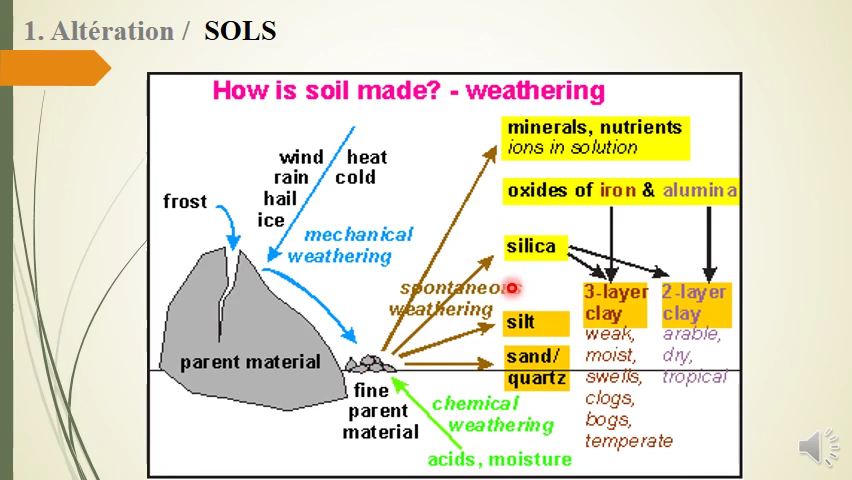 1. Altération / SOLS
How is soil made? - weathering
minerals, nutrients
ions in solution
wind heat
rain cold
hail
ice
frost
oxides of iron & alumina
mechanical
weathering
silica
spontaneous
weathering
3-layer
clay
weak,
moist,
swells,
clogs,
bogs,
temperate
2-layer
clay
arable,
dry,
tropical
silt
sand/
quartz
parent material
fine
parent
material
chemical
weathering
acids, moisture